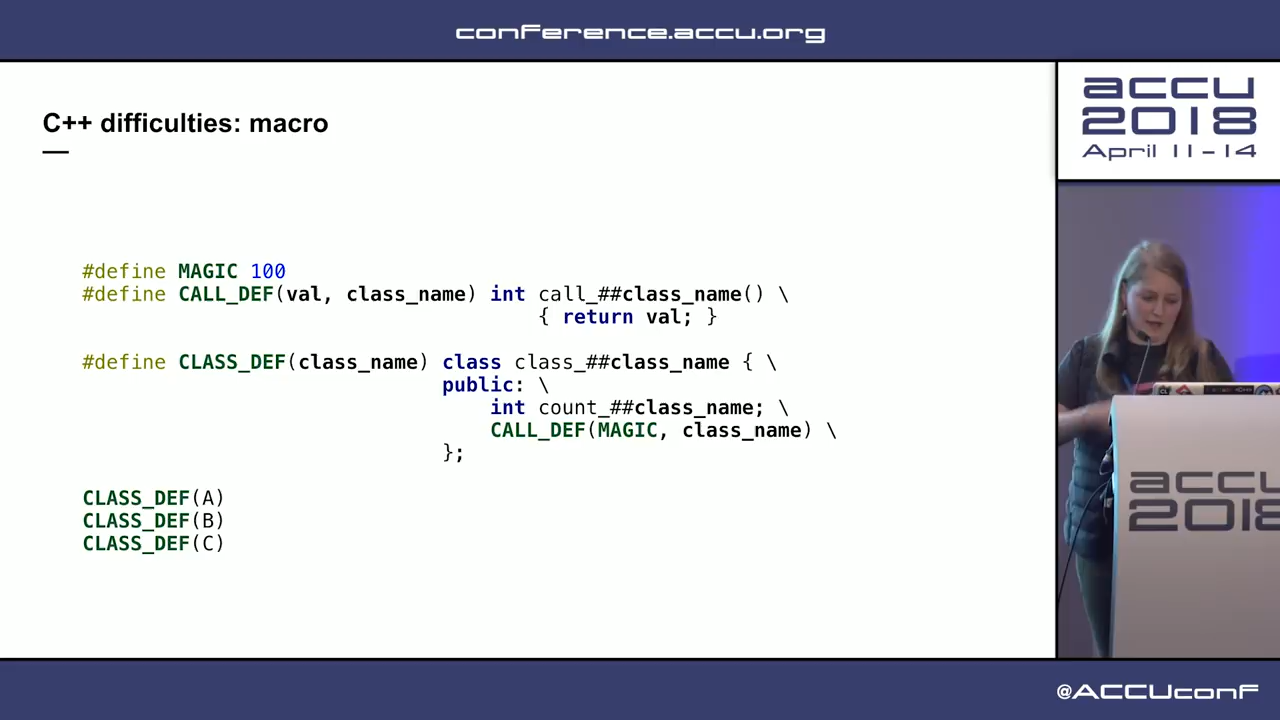 conference.accu.org
accu
2018
April 11-14
C++ difficulties: macro
#define MAGIC 100
#define CALL_DEF(val, class_name) int call_##class_name() \
{ return val; }
#define CLASS_DEF(class_name) class class_##class_name { \
public: \
int count_##class_name; \
CALL_DEF(MAGIC, class_name) \
};
CLASS_DEF(A)
CLASS_DEF(B)
CLASS_DEF(C)
accu
2018
@ACCUconf